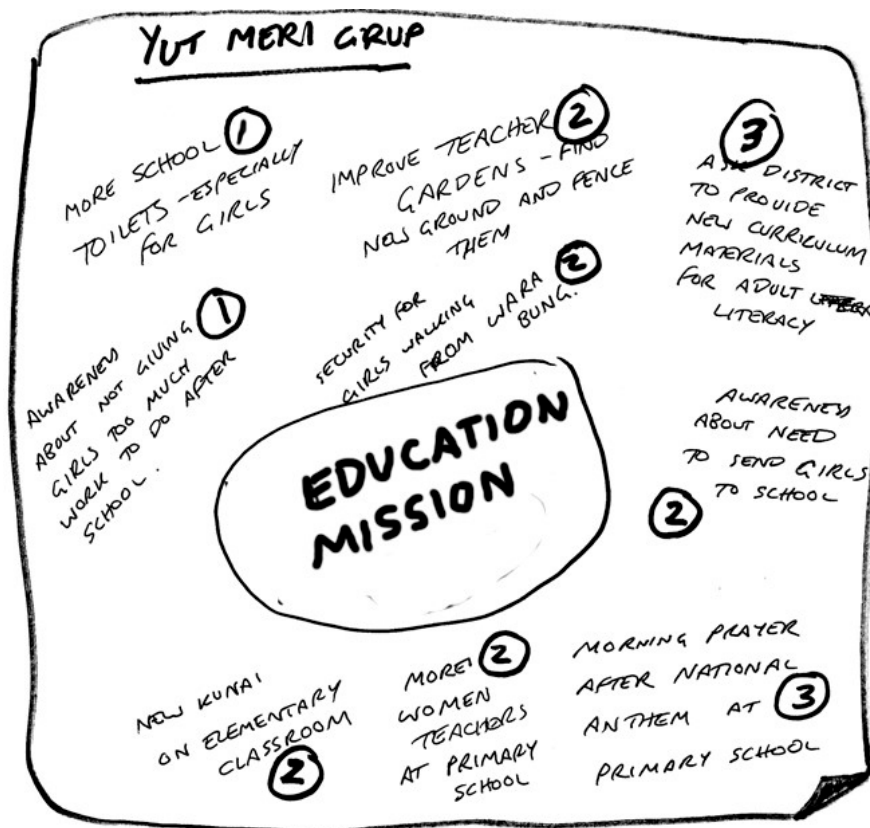 YUT MERI GRUP
1
MORE SCHOOL
TOILETS - ESPECIALLY
FOR GIRLS
2
IMPROVE TEACHER
GARDENS - FIND
NEW GROUND AND FENCE
THEM
3
ASK DISTRICT
TO PROVIDE
NEW CURRICULUM
MATERIALS
FOR ADULT
LITERACY
1
AWARENESS
ABOUT NOT GIVING
GIRLS TOO MUCH
WORK TO DO AFTER
SCHOOL.
2
SECURITY FOR
GIRLS WALKING
FROM WARA
BUNG.
EDUCATION
MISSION
AWARENESS
ABOUT NEED
TO SEND GIRLS
TO SCHOOL
2
NEW KUNAI
ON ELEMENTARY
CLASSROOM
2
MORE 2
WOMEN
TEACHERS
AT PRIMARY
SCHOOL
MORNING PRAYER
AFTER NATIONAL
ANTHEM AT 3
PRIMARY SCHOOL